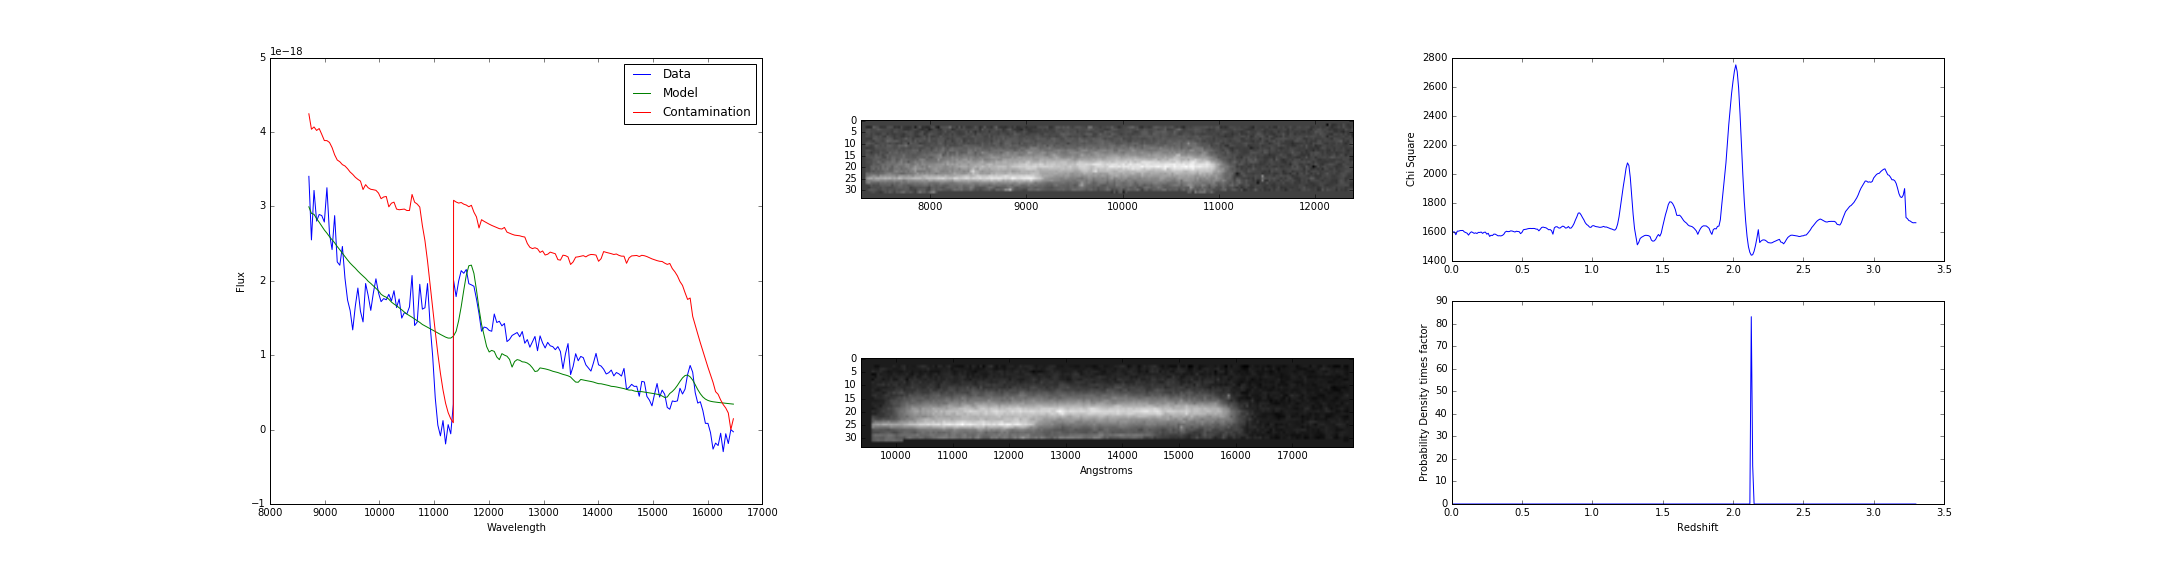 1e−18
5
4
3
2
1
0
−1
Flux
8000 9000 10000 11000 12000 13000 14000 15000 16000 17000
Wavelength
Data
Model
Contamination
0
5
10
15
20
25
30
8000 9000 10000 11000 12000
0
5
10
15
20
25
30
10000 11000 12000 13000 14000 15000 16000 17000
Angstroms
2800
2600
2400
2200
2000
1800
1600
1400
Chi Square
0.0 0.5 1.0 1.5 2.0 2.5 3.0 3.5
90
80
70
60
50
40
30
20
10
0
Probability Density times factor
0.0 0.5 1.0 1.5 2.0 2.5 3.0 3.5
Redshift